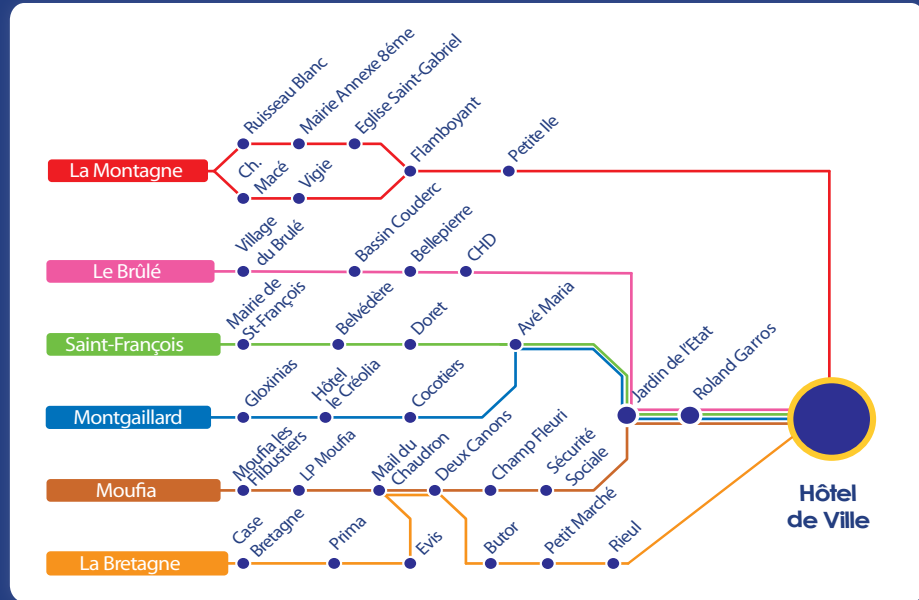 Ruisseau Blanc
Mairie Annexe 8éme
Eglise Saint-Gabriel
Flamboyant
Petite Ile
La Montagne
Ch.
Macé
Vigie
Village
du Brulé
Bassin Couderc
Bellepierre
CHD
Le Brûlé
Mairie de
St-François
Belvédère
Doret
Avé Maria
Saint-François
Jardin de l'Etat
Roland Garros
Gloxinias
Hôtel
le Créolia
Cocotiers
Montgaillard
Moufia les
Flibustiers
LP Moufia
Mail du
Chaudron
Deux Canons
Champ Fleuri
Sécurité
Sociale
Moufia
Hôtel
de Ville
Case
Bretagne
Prima
Evis
Butor
Petit Marché
Rieul
La Bretagne